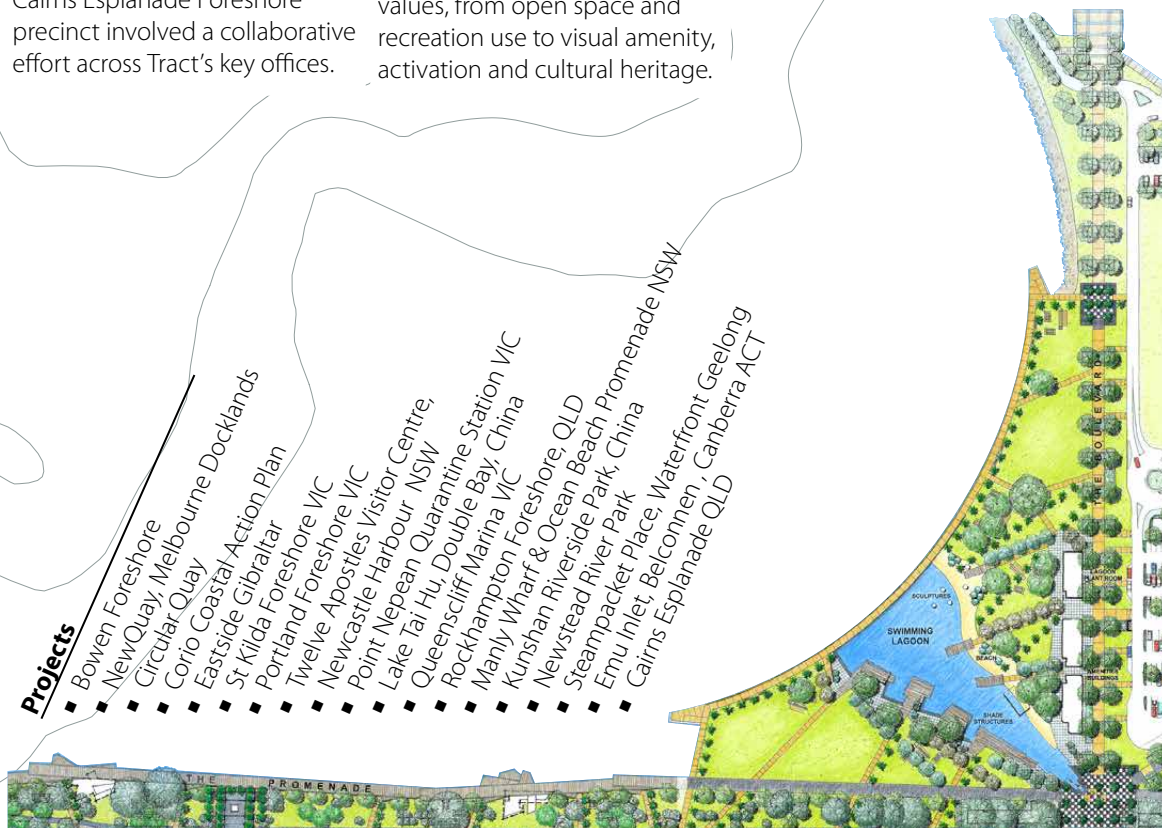 Cairns Esplanade Foreshore
precinct involved a collaborative
effort across Tract's key offices.
values, from open space and
recreation use to visual amenity,
activation and cultural heritage.
Projects
■ Bowen Foreshore
■ NewQuay, Melbourne Docklands
■ Circular Quay
■ Corio Coastal Action Plan
■ Eastside Gibraltar
■ St Kilda Foreshore VIC
■ Portland Foreshore VIC
■ Twelve Apostles Visitor Centre,
■ Newcastle Harbour NSW
■ Point Nepean Quarantine Station VIC
■ Lake Tai Hu, Double Bay, China
■ Queenscliff Marina VIC
■ Rockhampton Foreshore, QLD
■ Manly Wharf & Ocean Beach Promenade NSW
■ Kunshan Riverside Park, China
■ Newstead River Park
■ Steampacket Place, Waterfront Geelong
■ Emu Inlet, Belconnen , Canberra ACT
■ Cairns Esplanade QLD
THE BOULEVARD
LAGOON
PLANT ROOM
SCULPTURES
SWIMMING
LAGOON
BEACH
AMENITIES
BUILDINGS
SHADE
STRUCTURES
THE PROMENADE